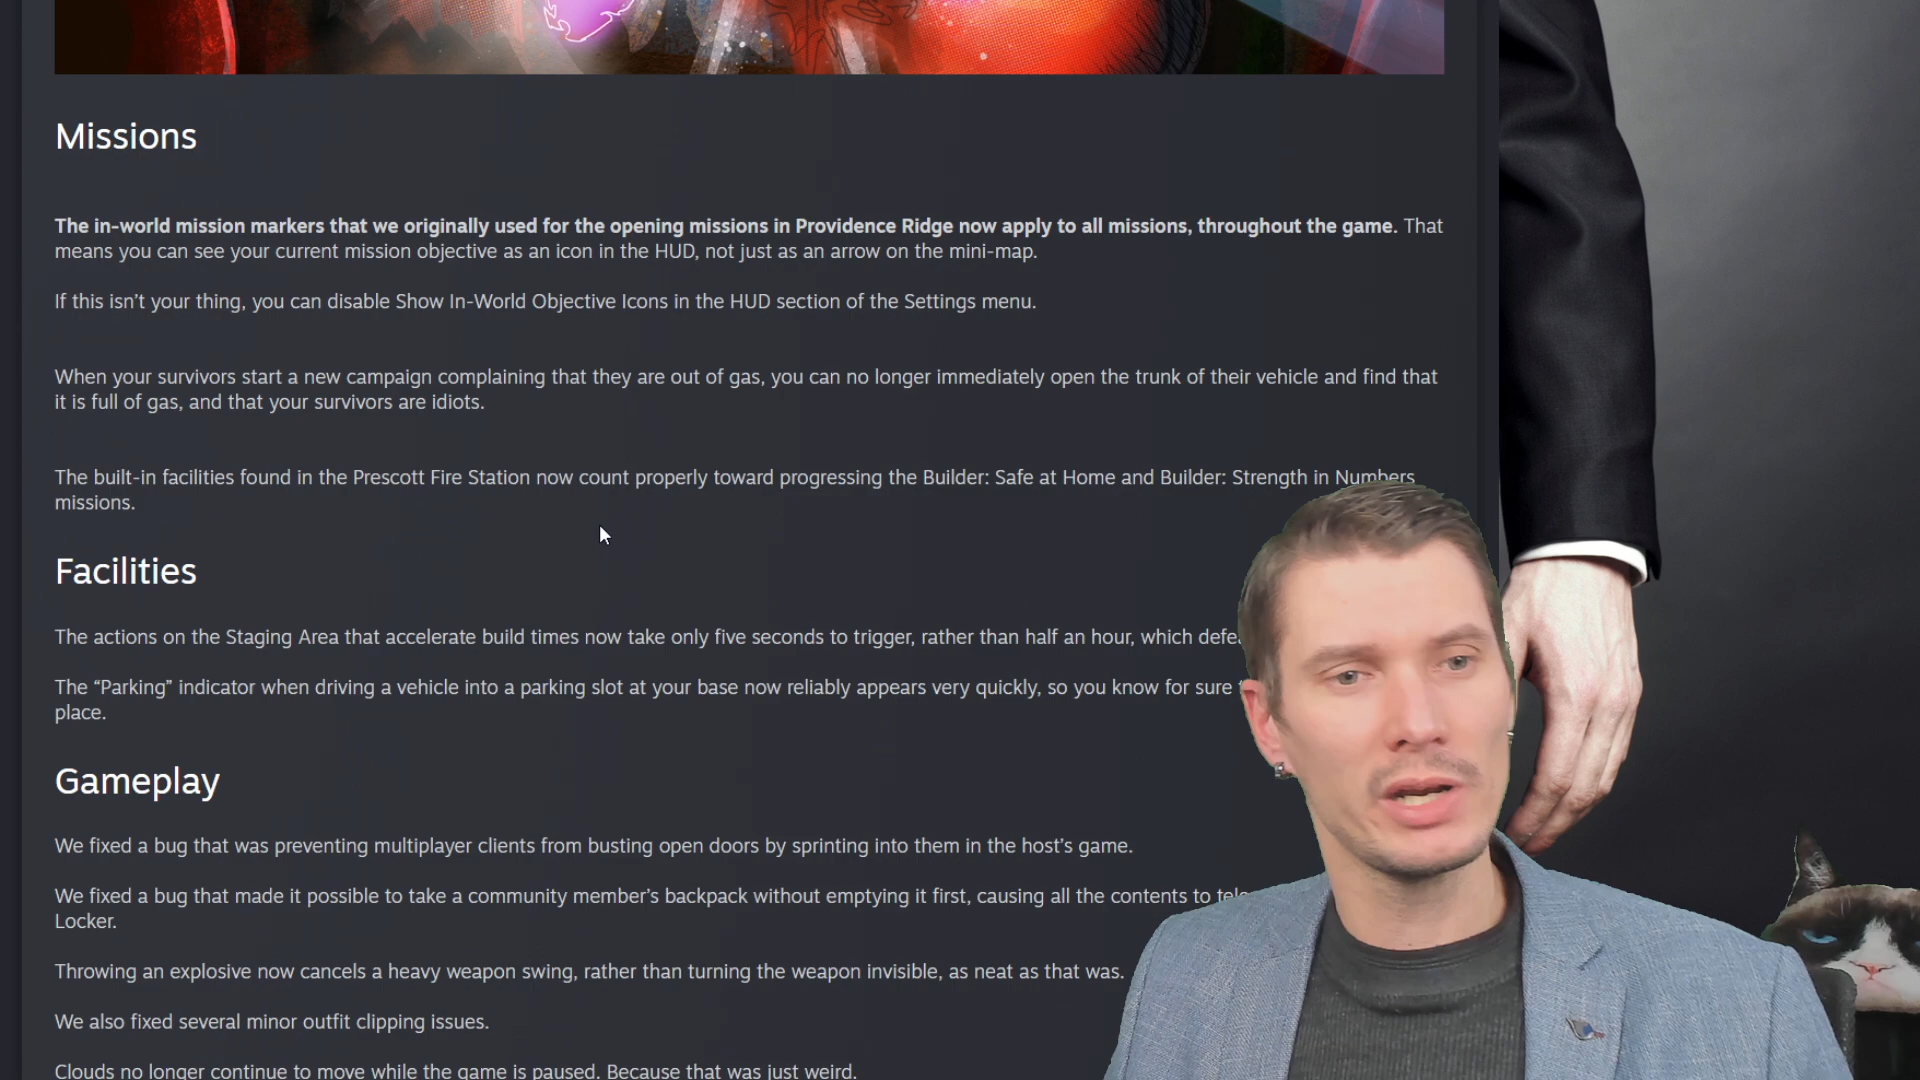 Missions
The in-world mission markers that we originally used for the opening missions in Providence Ridge now apply to all missions, throughout the game. That
means you can see your current mission objective as an icon in the HUD, not just as an arrow on the mini-map.
If this isn’t your thing, you can disable Show In-World Objective Icons in the HUD section of the Settings menu.
When your survivors start a new campaign complaining that they are out of gas, you can no longer immediately open the trunk of their vehicle and find that
it is full of gas, and that your survivors are idiots.
The built-in facilities found in the Prescott Fire Station now count properly toward progressing the Builder: Safe at Home and Builder: Strength in Numbers
missions.
Facilities
The actions on the Staging Area that accelerate build times now take only five seconds to trigger, rather than half an hour, which
The “Parking” indicator when driving a vehicle into a parking slot at your base now reliably appears very quickly, so you know for sure
place.
Gameplay
We fixed a bug that was preventing multiplayer clients from busting open doors by sprinting into them in the host’s game.
We fixed a bug that made it possible to take a community member’s backpack without emptying it first, causing all the contents to
Locker.
Throwing an explosive now cancels a heavy weapon swing, rather than turning the weapon invisible, as neat as that was.
We also fixed several minor outfit clipping issues.
Clouds no longer continue to move while the game is paused. Because that was just weird.